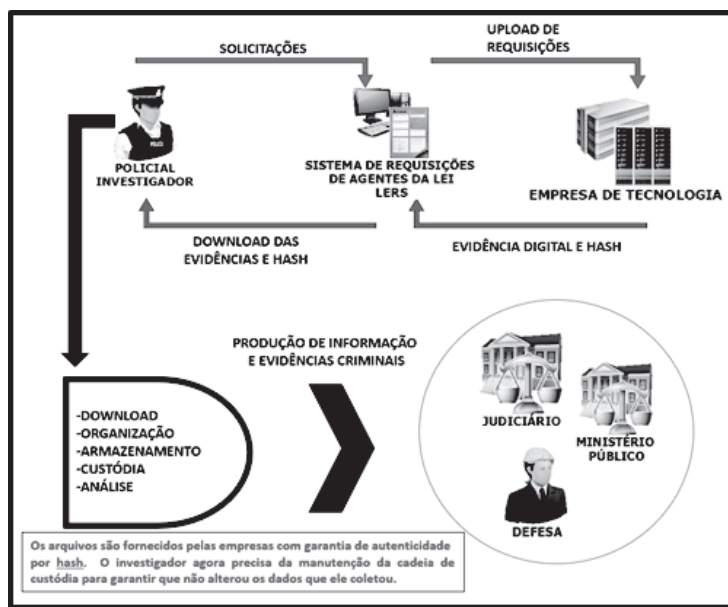 SOLICITAÇÕES
UPLOAD DE
REQUISIÇÕES
POLICE
POLICIAL
INVESTIGADOR
SISTEMA DE REQUISIÇÕES
DE AGENTES DA LEI
LERS
EMPRESA DE TECNOLOGIA
DOWNLOAD DAS
EVIDÊNCIAS E HASH
EVIDÊNCIA DIGITAL E HASH
PRODUÇÃO DE INFORMAÇÃO
E EVIDÊNCIAS CRIMINAIS
-DOWNLOAD
-ORGANIZAÇÃO
-ARMAZENAMENTO
-CUSTÓDIA
-ANÁLISE
JUDICIÁRIO
MINISTÉRIO
PÚBLICO
DEFESA
Os arquivos são fornecidos pelas empresas com garantia de autenticidade
por hash. O investigador agora precisa da manutenção da cadeia de
custódia para garantir que não alterou os dados que ele coletou.